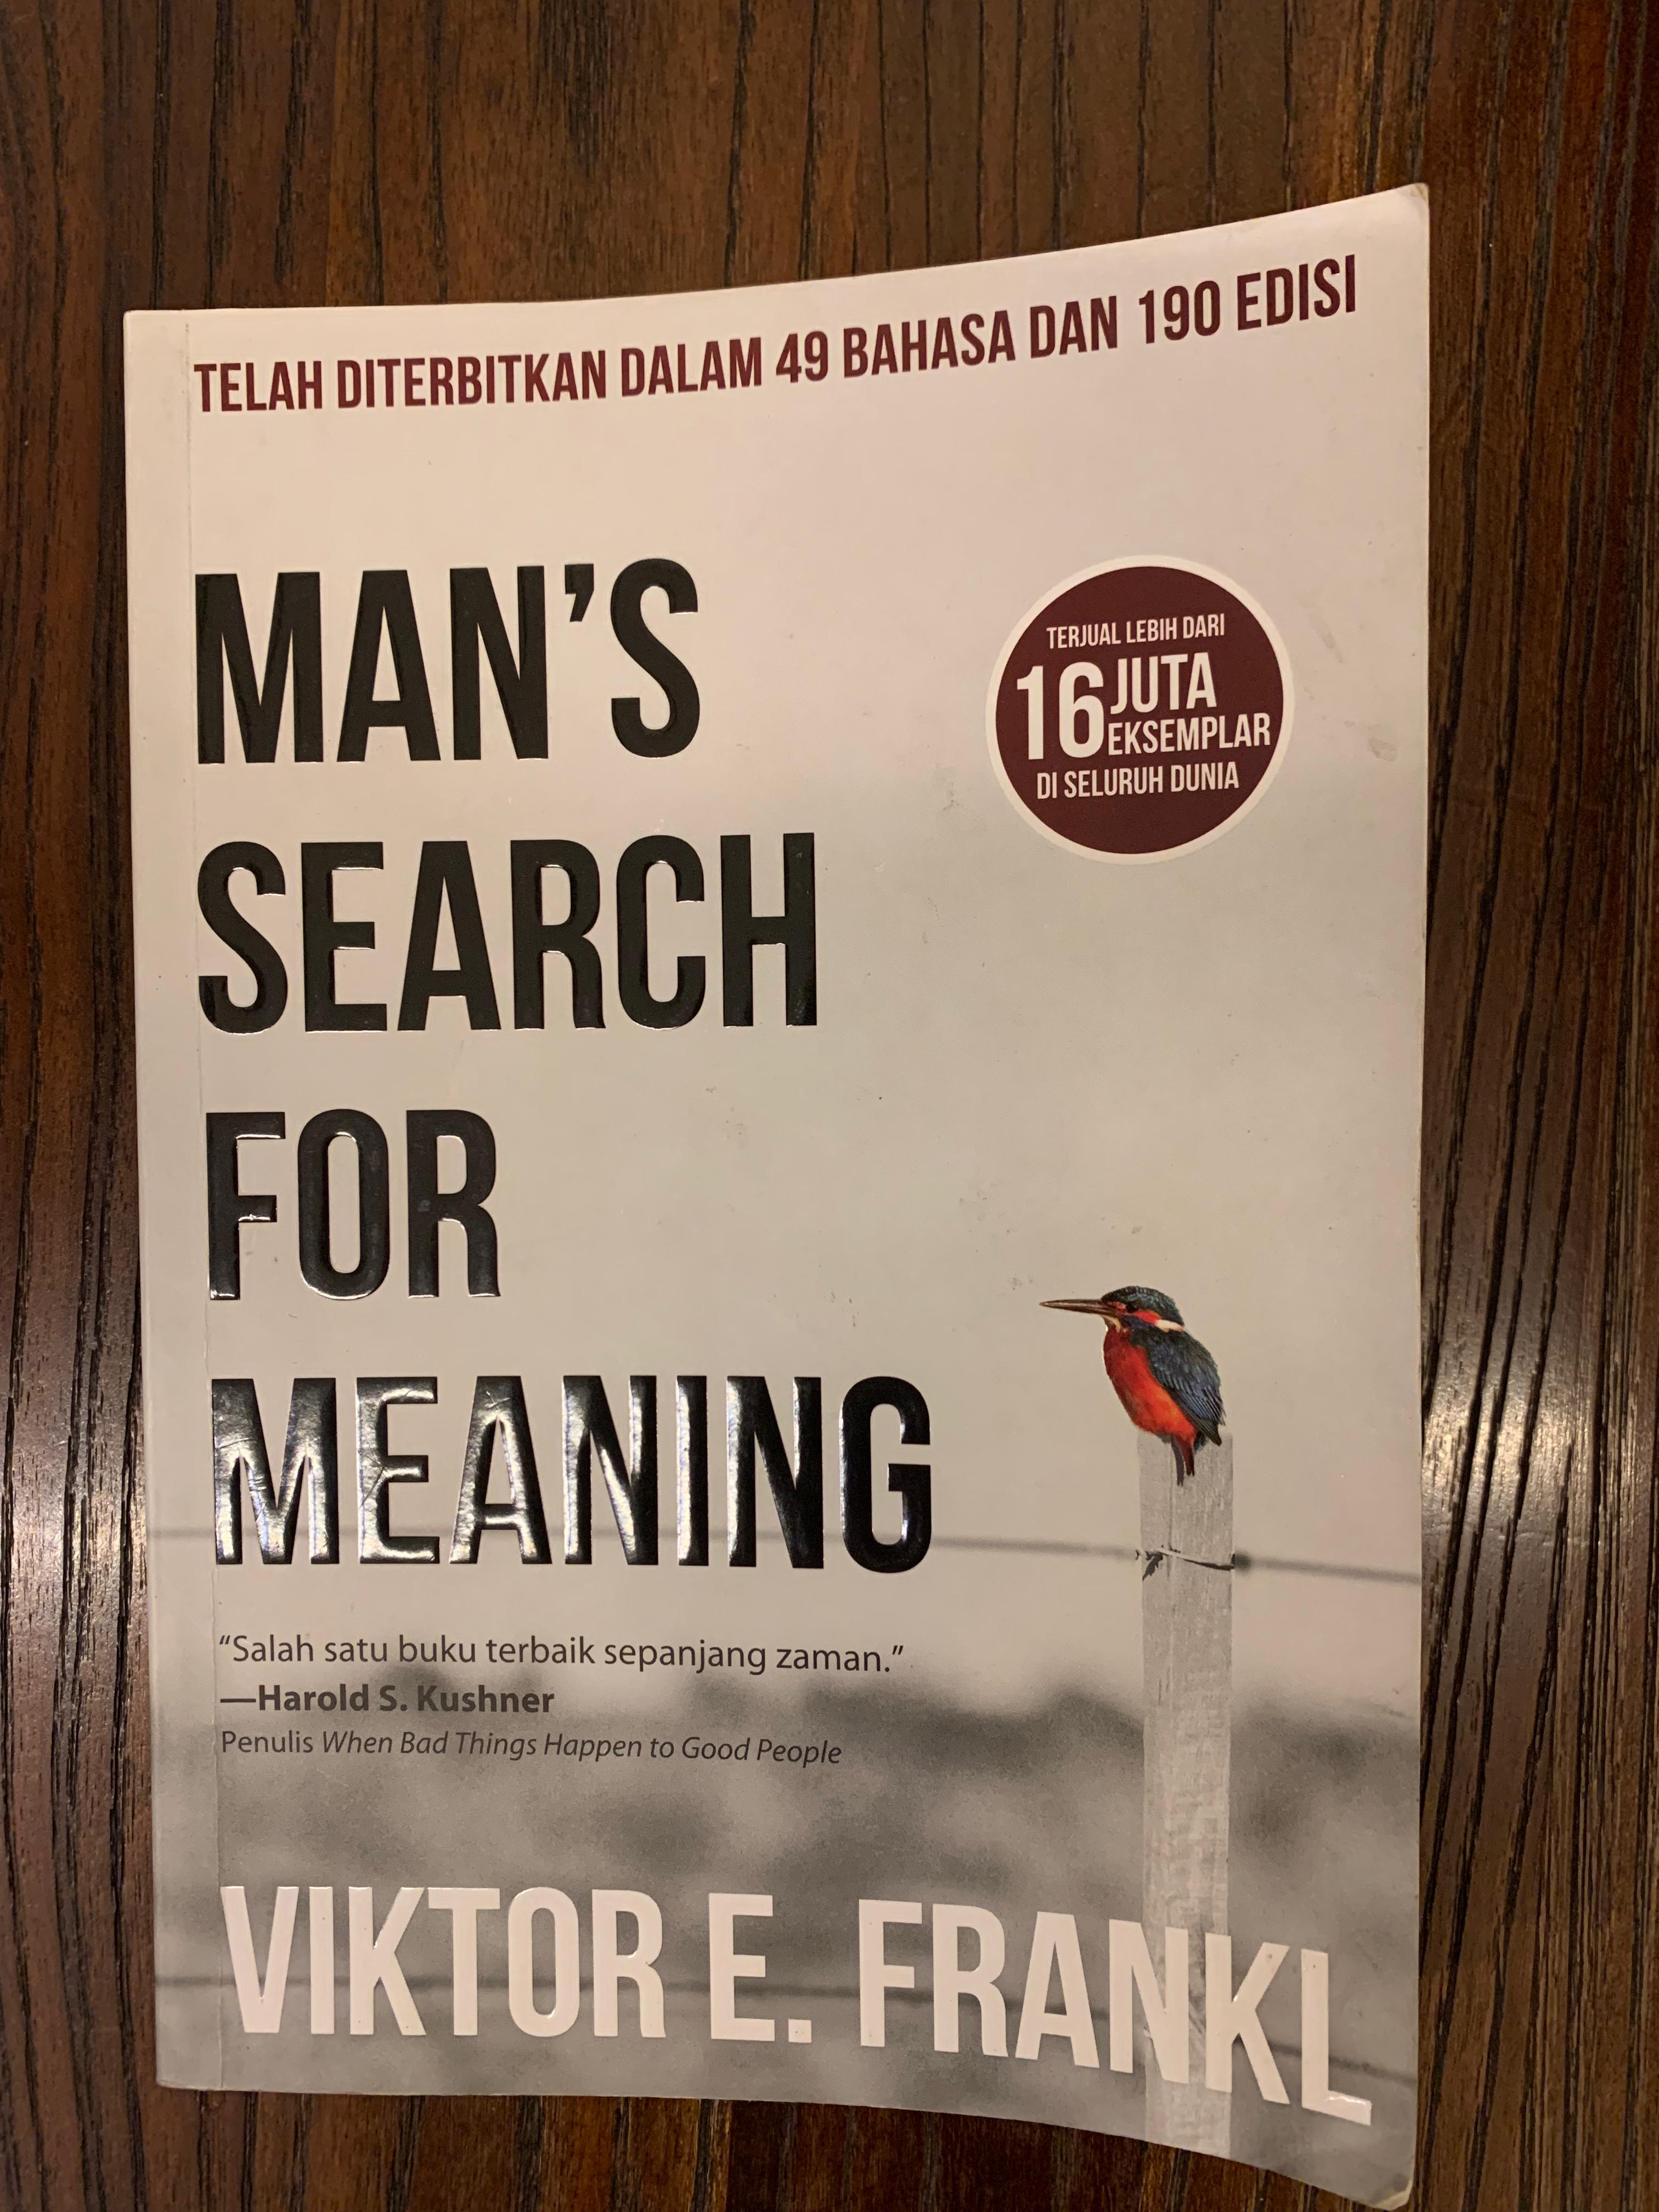 TELAH DITERBITKAN DALAM 49 BAHASA DAN 190 EDISI
MAN'S
SEARCH
FOR
MEANING
TERJUAL LEBIH DARI
16 JUTA
EKSEMPLAR
DI SELURUH DUNIA
“Salah satu buku terbaik sepanjang zaman.”
—Harold S. Kushner
Penulis When Bad Things Happen to Good People
VIKTOR E. FRANKL